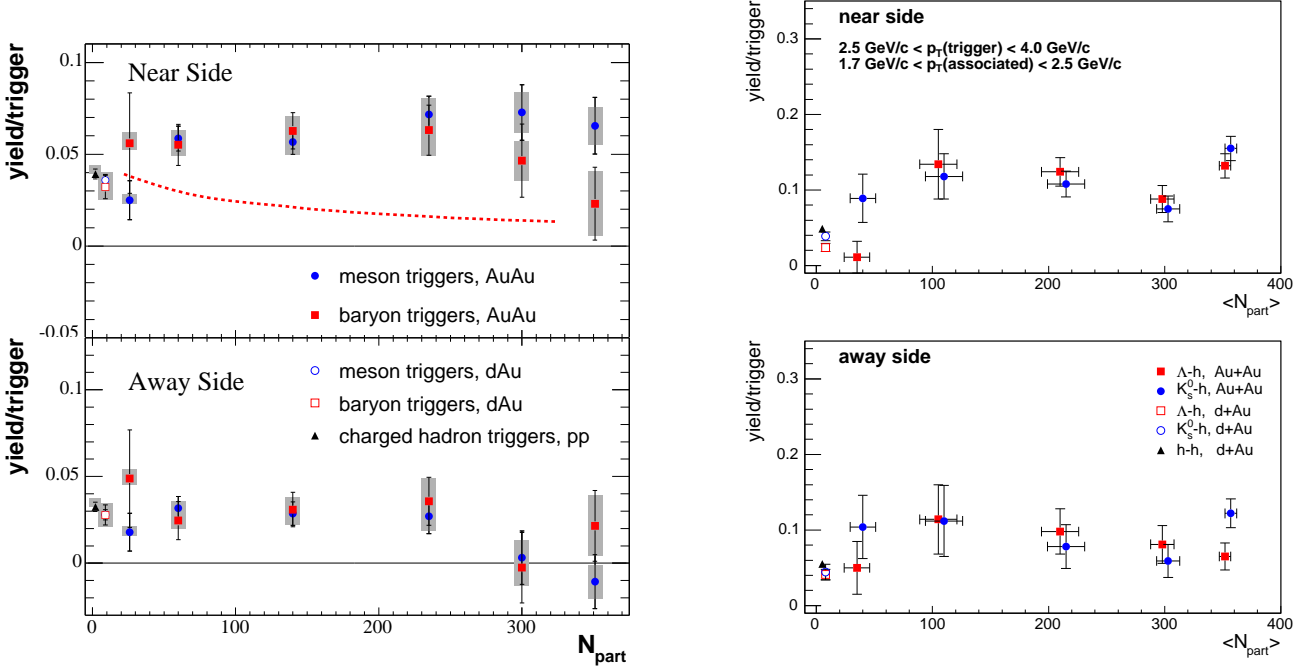 yield/trigger
0.1
0.05
0
-0.05
Near Side
meson triggers, AuAu
baryon triggers, AuAu
yield/trigger
0.1
0.05
0
Away Side
meson triggers, dAu
baryon triggers, dAu
charged hadron triggers, pp
0 100 200 300
N_part
yield/trigger
0.3
0.2
0.1
0
near side
2.5 GeV/c < p_T(trigger) < 4.0 GeV/c
1.7 GeV/c < p_T(associated) < 2.5 GeV/c
0 100 200 300 400
<N_part>
yield/trigger
0.3
0.2
0.1
0
away side
Λ-h, Au+Au
K_s^0-h, Au+Au
Λ-h, d+Au
K_s^0-h, d+Au
h-h, d+Au
0 100 200 300 400
<N_part>